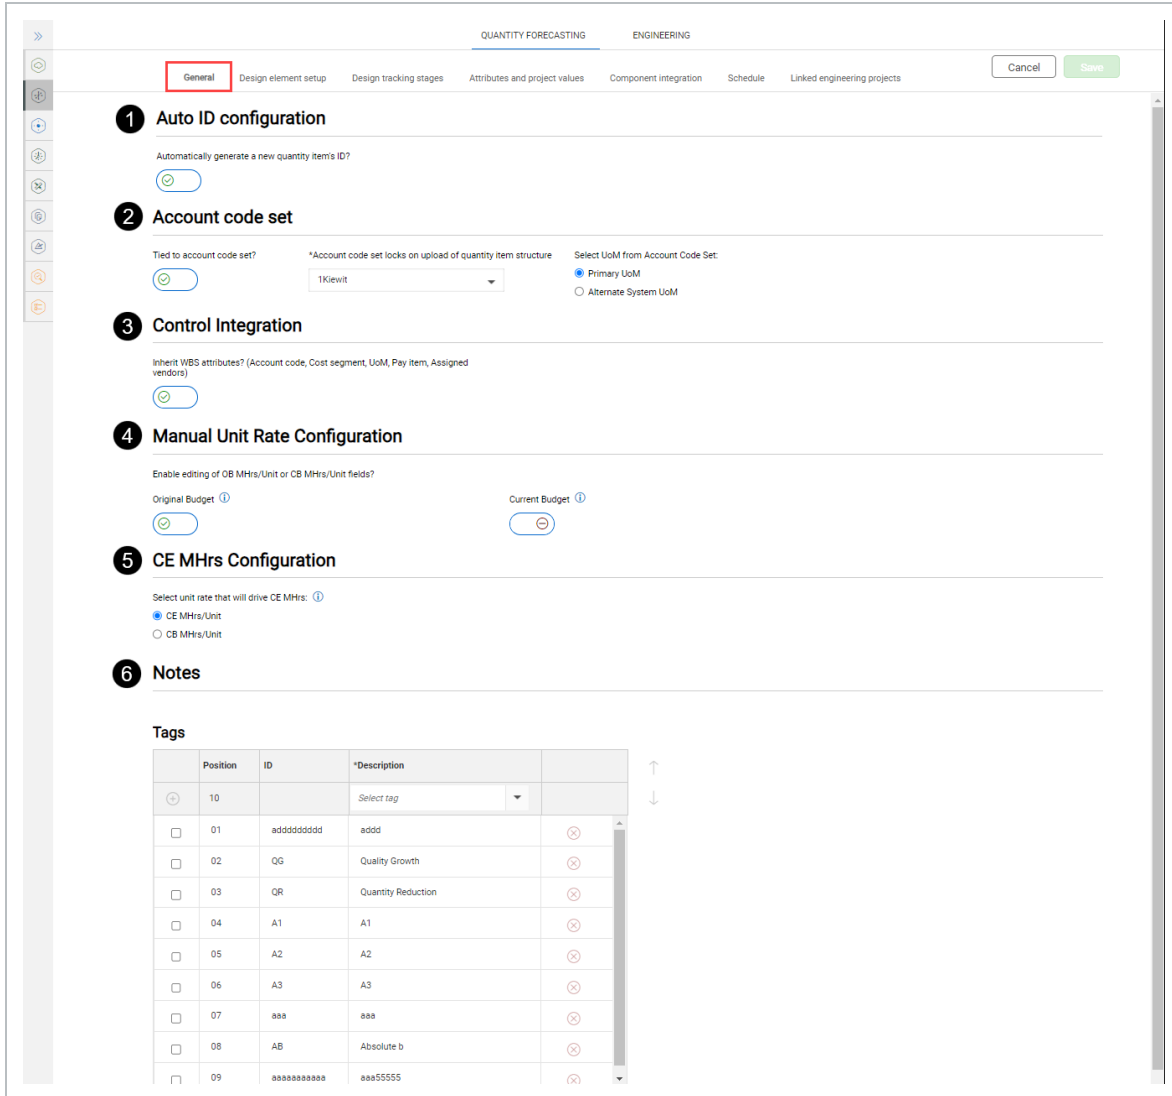 QUANTITY FORECASTING ENGINEERING
General Design element setup Design tracking stages Attributes and project values Component integration Schedule Linked engineering projects Cancel Save
1 Auto ID configuration
Automatically generate a new quantity item's ID?
2 Account code set
Tied to account code set? *Account code set locks on upload of quantity item structure Select UoM from Account Code Set:
1Kiewit Primary UoM
Alternate System UoM
3 Control Integration
Inherit WBS attributes? (Account code, Cost segment, UoM, Pay item, Assigned
vendors)
4 Manual Unit Rate Configuration
Enable editing of OB MHrs/Unit or CB MHrs/Unit fields?
Original Budget Current Budget
5 CE MHrs Configuration
Select unit rate that will drive CE MHrs:
CE MHrs/Unit
CB MHrs/Unit
6 Notes
Tags
Position ID *Description
10 Select tag
01 addddddddd addd
02 QG Quality Growth
03 QR Quantity Reduction
04 A1 A1
05 A2 A2
06 A3 A3
07 aaa aaa
08 AB Absolute b
09 aaaaaaaaaaa aaa55555